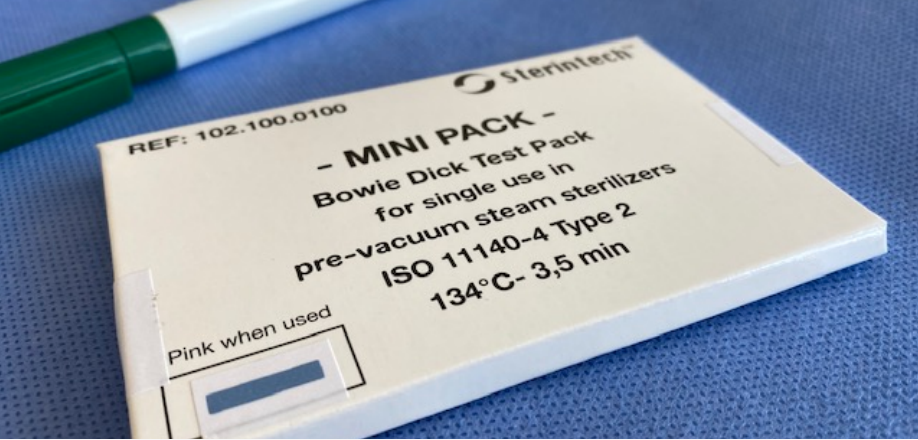 Sterintech™
REF: 102.100.0100
- MINI PACK -
Bowie Dick Test Pack
for single use in
pre-vacuum steam sterilizers
ISO 11140-4 Type 2
134°C- 3,5 min
Pink when used